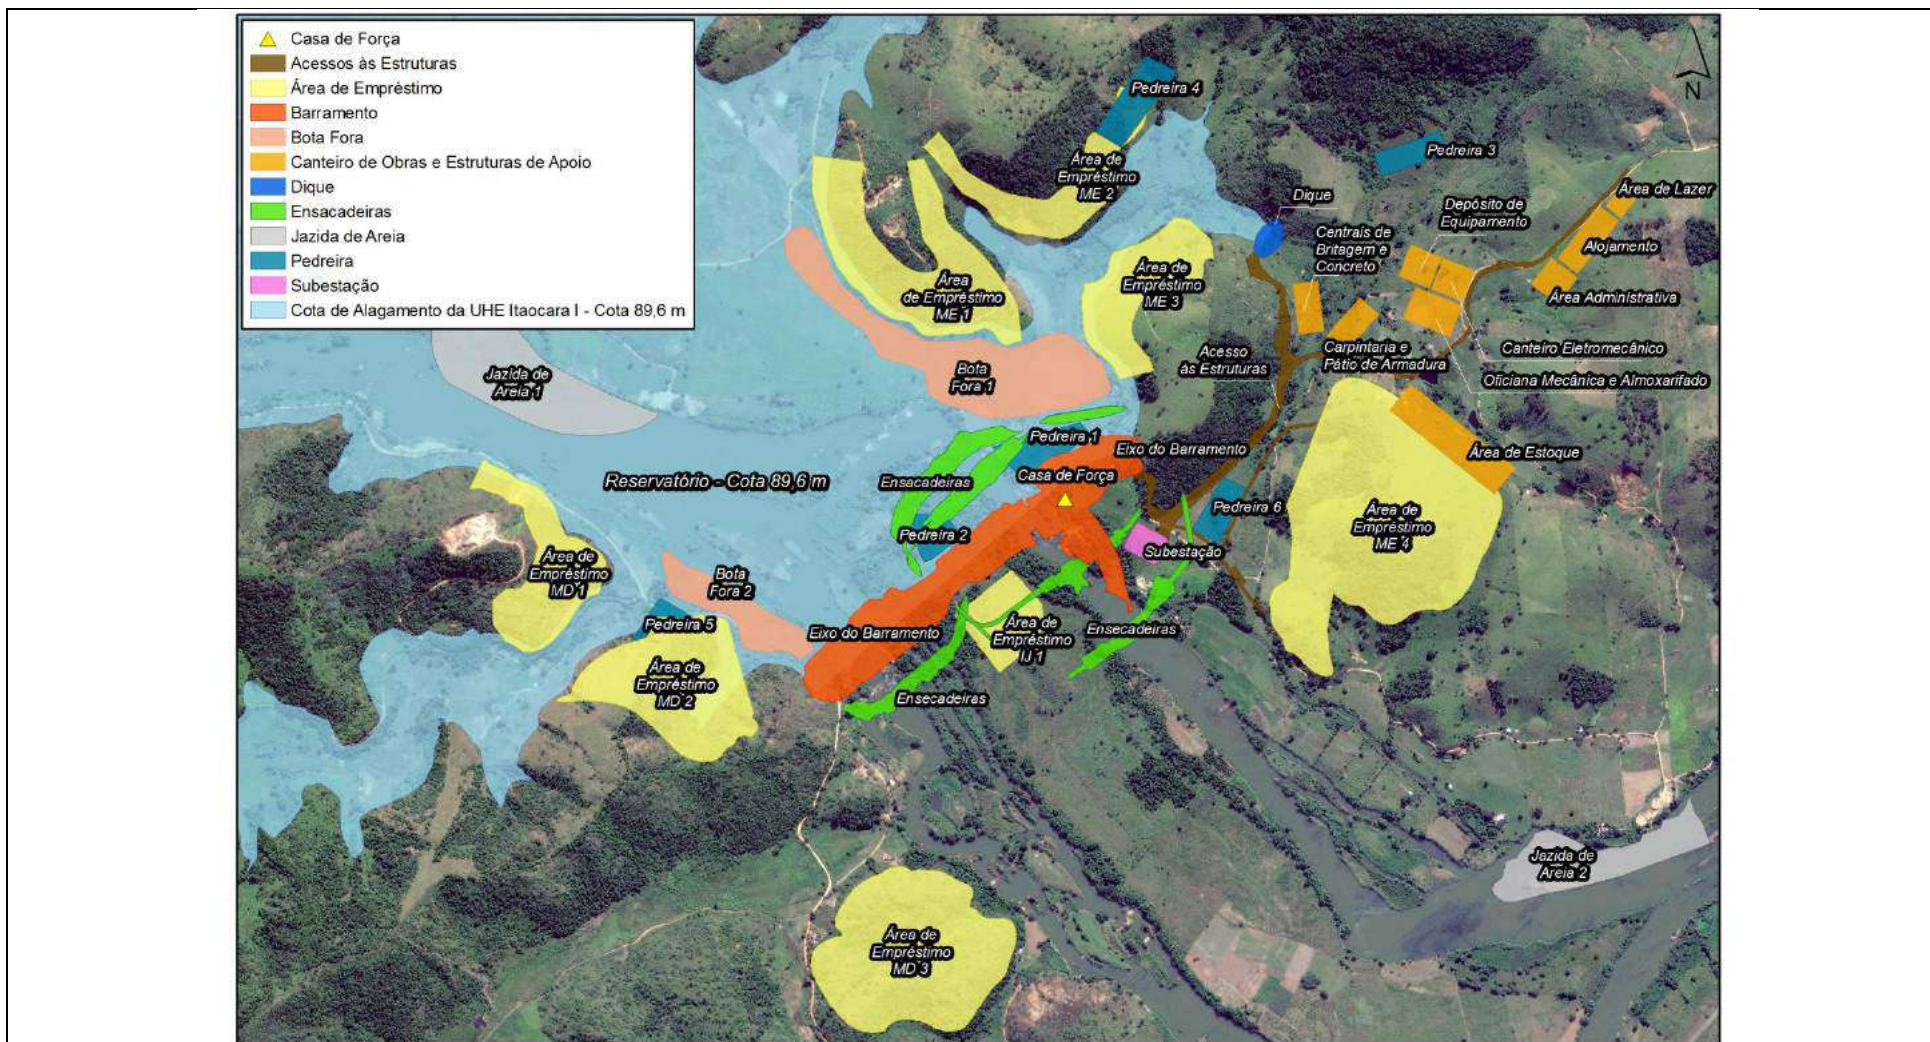 Casa de Força
Acessos às Estruturas
Área de Empréstimo
Barramento
Bota Fora
Canteiro de Obras e Estruturas de Apoio
Dique
Ensacadeiras
Jazida de Areia
Pedreira
Subestação
Cota de Alagamento da UHE Itaocara I - Cota 89,6 m
N
Pedreira 4
Pedreira 3
Área de
Empréstimo
ME 2
Dique
Área de Lazer
Depósito de
Equipamento
Centrais de
Britagem e
Concreto
Alojamento
Área Administrativa
Área
de Empréstimo
ME 1
Área de
Empréstimo
ME 3
Acesso
às Estruturas
Carpintaria e
Pátio de Armadura
Canteiro Eletromecânico
Oficiana Mecânica e Almoxarifado
Jazida de
Areia 1
Bota
Fora 1
Pedreira 1
Eixo do Barramento
Área de Estoque
Casa de Força
Reservatório - Cota 89,6 m
Ensacadeiras
Pedreira 6
Área de
Empréstimo
ME 4
Pedreira 2
Subestação
Área de
Empréstimo
MD 1
Bota
Fora 2
Pedreira 5
Eixo do Barramento
Área de
Empréstimo
IJ 1
Ensecadeiras
Área de
Empréstimo
MD 2
Ensecadeiras
Jazida de
Areia 2
Área de
Empréstimo
MD 3